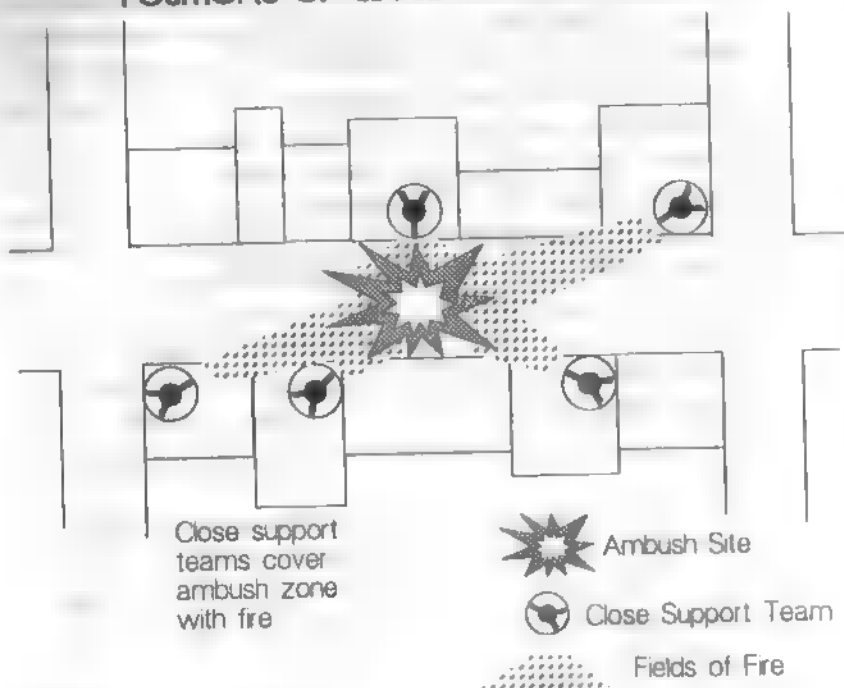 Close support
teams cover
ambush zone
with fire
Ambush Site
Close Support Team
Fields of Fire